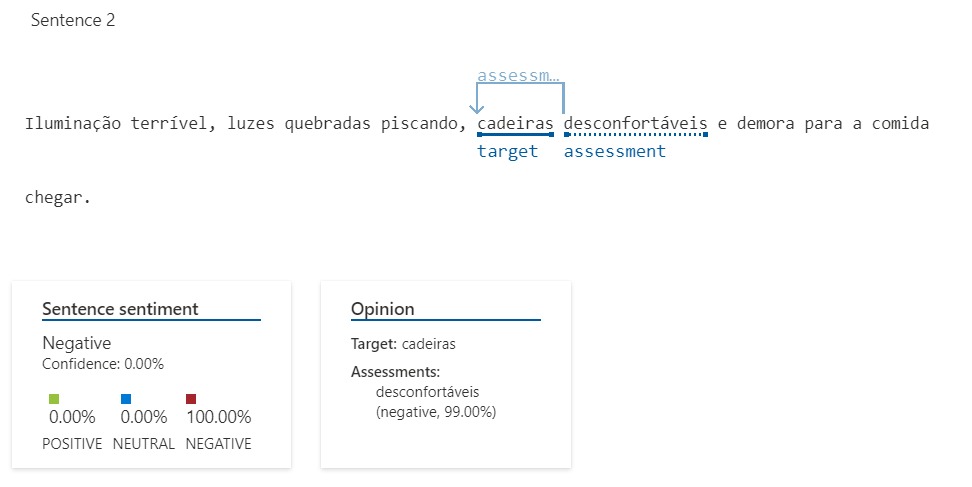 Sentence 2
assessm...
Iluminação terrível, luzes quebradas piscando, cadeiras desconfortáveis e demora para a comida
target assessment
chegar.
Sentence sentiment
Negative
Confidence: 0.00%
0.00% 0.00% 100.00%
POSITIVE NEUTRAL NEGATIVE
Opinion
Target: cadeiras
Assessments:
desconfortáveis
(negative, 99.00%)